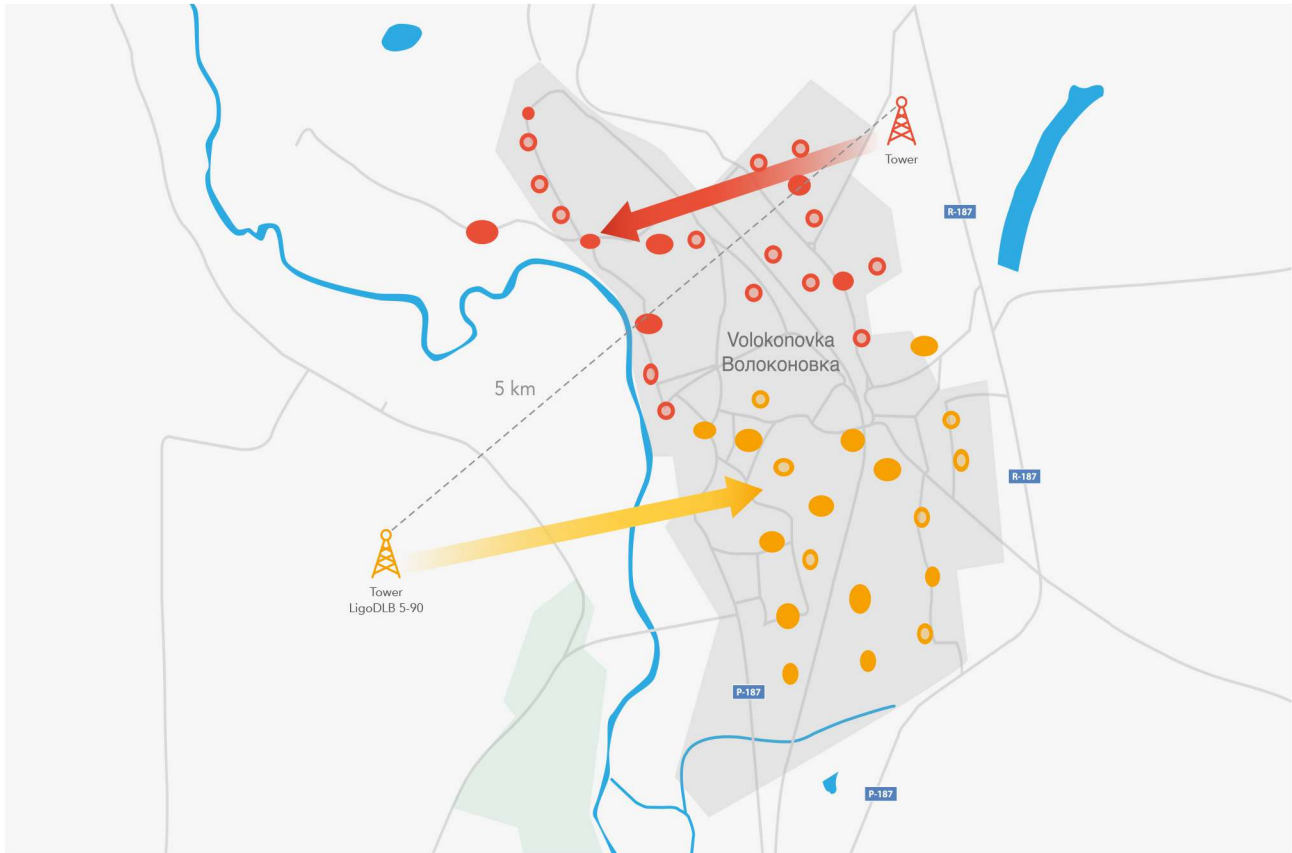 Tower
R-187
Volokonovka
Волоконовка
5 km
R-187
Tower
LigoDLB 5-90
P-187
P-187